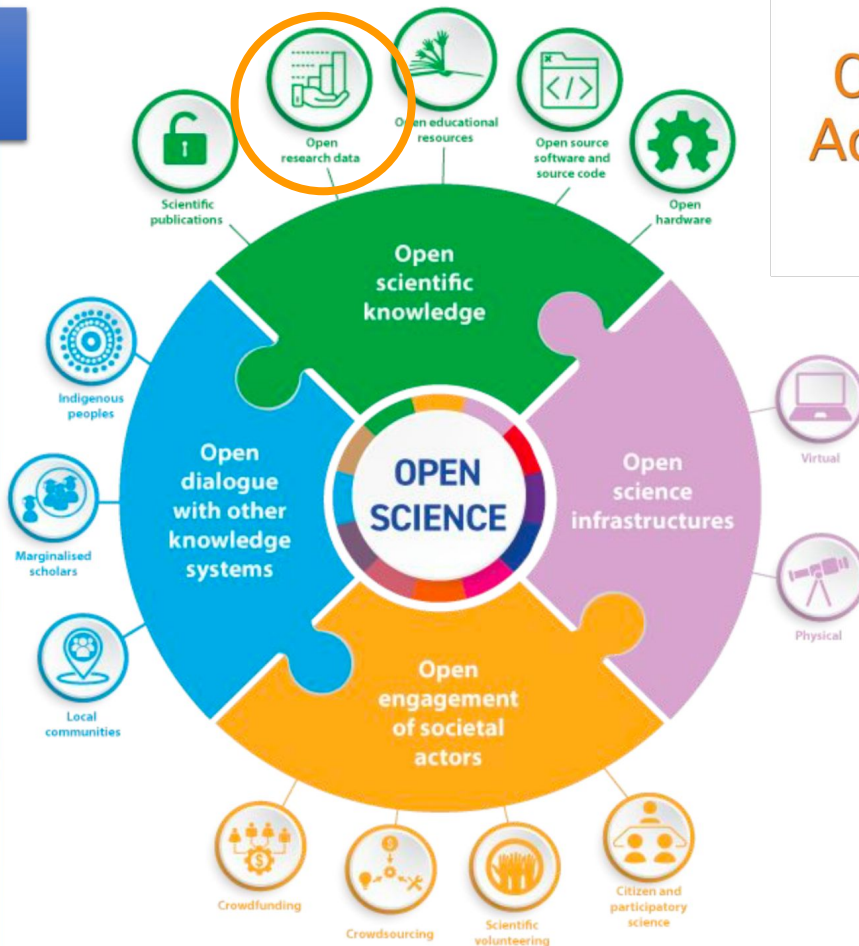 Open
research data
Open educational
resources
Open source
software and
source code
Open
hardware
Scientific
publications
Open
scientific
knowledge
Indigenous
peoples
Marginalised
scholars
Local
communities
Open
dialogue
with other
knowledge
systems
OPEN
SCIENCE
Open
science
infrastructures
Virtual
Physical
Open
engagement
of societal
actors
Crowdfunding
Crowdsourcing
Scientific
volunteering
Citizen and
participatory
science